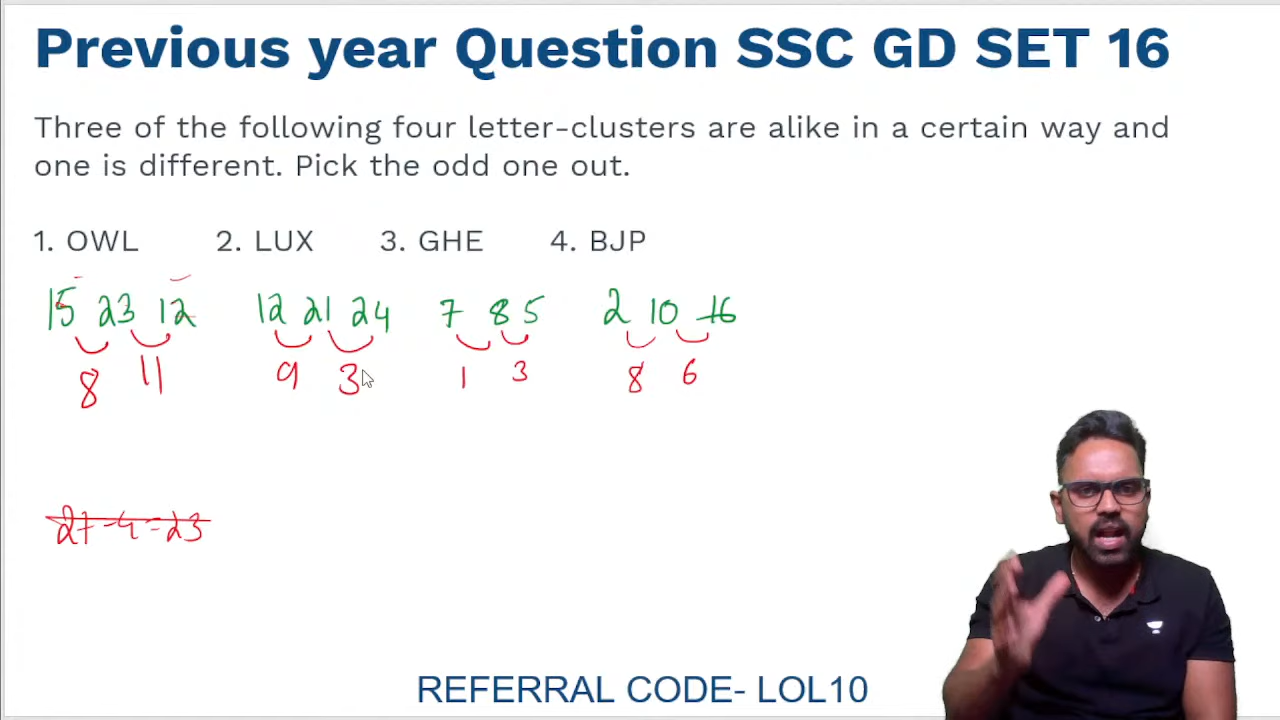 Previous year Question SSC GD SET 16
Three of the following four letter-clusters are alike in a certain way and
one is different. Pick the odd one out.
1. OWL 2. LUX 3. GHE 4. BJP
15 23 12 12 21 24 7 8 5 2 10 16
8 11 9 3 1 3 8 6
27-4=23
REFERRAL CODE- LOL10